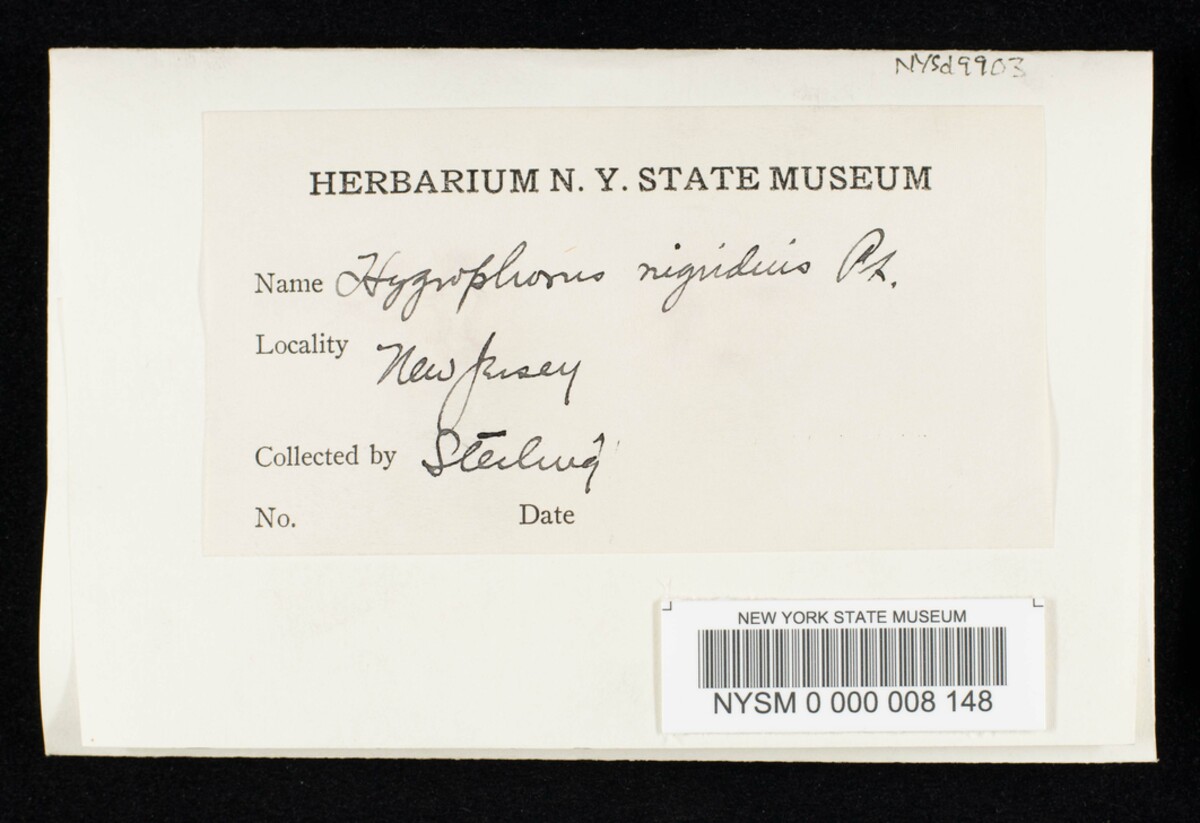 NYSd9903
HERBARIUM N. Y. STATE MUSEUM
Name Hygrophorus nigridius Pk.
Locality New Jersey
Collected by Sterling
No. Date
NEW YORK STATE MUSEUM
NYSM 0 000 008 148